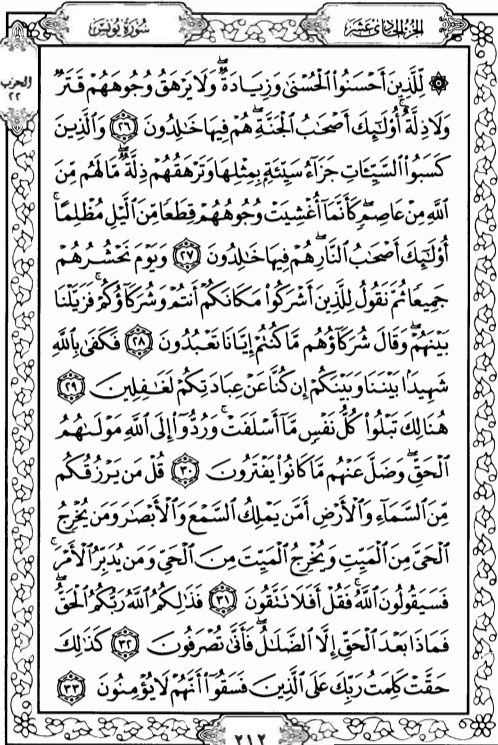 الجزء الحادي عشر
سورة يونس
الحزب
٢٢
۞ لِّلَّذِينَ أَحْسَنُوا۟ ٱلْحُسْنَىٰ وَزِيَادَةٌ ۖ وَلَا يَرْهَقُ وُجُوهَهُمْ قَتَرٌ
وَلَا ذِلَّةٌ ۚ أُو۟لَـٰٓئِكَ أَصْحَـٰبُ ٱلْجَنَّةِ ۖ هُمْ فِيهَا خَـٰلِدُونَ ٢٦ وَٱلَّذِينَ
كَسَبُوا۟ ٱلسَّيِّـَٔاتِ جَزَآءُ سَيِّئَةٍۭ بِمِثْلِهَا وَتَرْهَقُهُمْ ذِلَّةٌ ۖ مَّا لَهُم مِّنَ
ٱللَّهِ مِنْ عَاصِمٍ ۖ كَأَنَّمَآ أُغْشِيَتْ وُجُوهُهُمْ قِطَعًا مِّنَ ٱلَّيْلِ مُظْلِمًا ۚ
أُو۟لَـٰٓئِكَ أَصْحَـٰبُ ٱلنَّارِ ۖ هُمْ فِيهَا خَـٰلِدُونَ ٢٧ وَيَوْمَ نَحْشُرُهُمْ
جَمِيعًا ثُمَّ نَقُولُ لِلَّذِينَ أَشْرَكُوا۟ مَكَانَكُمْ أَنتُمْ وَشُرَكَآؤُكُمْ ۚ فَزَيَّلْنَا
بَيْنَهُمْ ۖ وَقَالَ شُرَكَآؤُهُم مَّا كُنتُمْ إِيَّانَا تَعْبُدُونَ ٢٨ فَكَفَىٰ بِٱللَّهِ
شَهِيدًۢا بَيْنَنَا وَبَيْنَكُمْ إِن كُنَّا عَنْ عِبَادَتِكُمْ لَغَـٰفِلِينَ ٢٩
هُنَالِكَ تَبْلُوا۟ كُلُّ نَفْسٍ مَّآ أَسْلَفَتْ ۚ وَرُدُّوٓا۟ إِلَى ٱللَّهِ مَوْلَىٰهُمُ
ٱلْحَقِّ ۖ وَضَلَّ عَنْهُم مَّا كَانُوا۟ يَفْتَرُونَ ٣٠ قُلْ مَن يَرْزُقُكُم
مِّنَ ٱلسَّمَآءِ وَٱلْأَرْضِ أَمَّن يَمْلِكُ ٱلسَّمْعَ وَٱلْأَبْصَـٰرَ وَمَن يُخْرِجُ
ٱلْحَىَّ مِنَ ٱلْمَيِّتِ وَيُخْرِجُ ٱلْمَيِّتَ مِنَ ٱلْحَىِّ وَمَن يُدَبِّرُ ٱلْأَمْرَ ۚ
فَسَيَقُولُونَ ٱللَّهُ ۚ فَقُلْ أَفَلَا تَتَّقُونَ ٣١ فَذَٰلِكُمُ ٱللَّهُ رَبُّكُمُ ٱلْحَقُّ ۖ
فَمَاذَا بَعْدَ ٱلْحَقِّ إِلَّا ٱلضَّلَـٰلُ ۖ فَأَنَّىٰ تُصْرَفُونَ ٣٢ كَذَٰلِكَ
حَقَّتْ كَلِمَتُ رَبِّكَ عَلَى ٱلَّذِينَ فَسَقُوٓا۟ أَنَّهُمْ لَا يُؤْمِنُونَ ٣٣
٢١٢